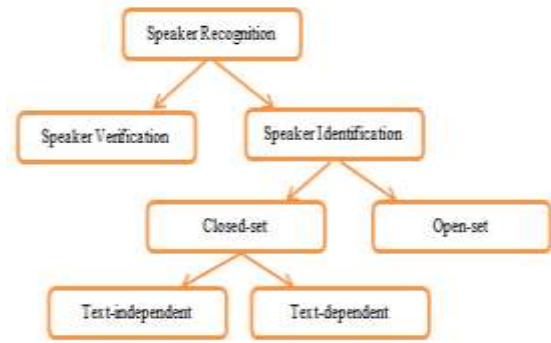 Speaker Recognition
Speaker Verification
Speaker Identification
Closed-set
Open-set
Text-independent
Text-dependent